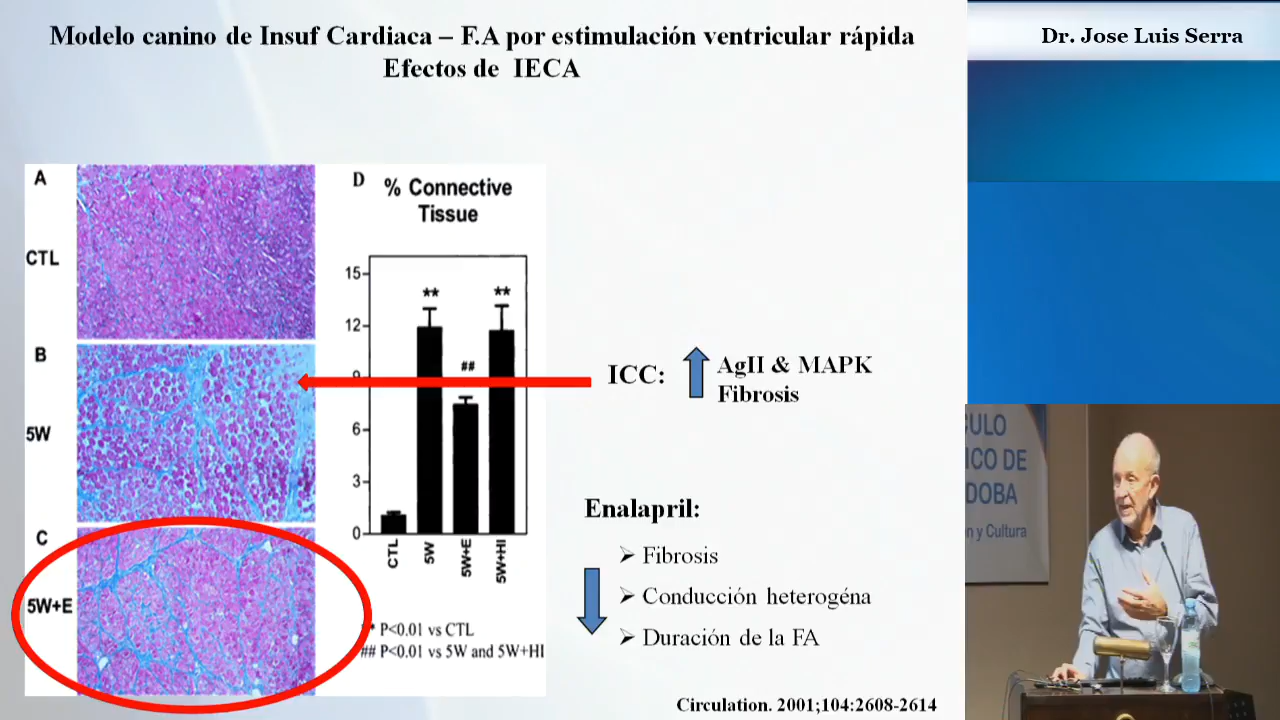 Modelo canino de Insuf Cardiaca – F.A por estimulación ventricular rápida
Efectos de IECA
Dr. Jose Luis Serra
A
CTL
B
5W
C
5W+E
D
% Connective
Tissue
15
12
9
6
3
0
**
##
**
CTL
5W
5W+E
5W+HI
** P<0.01 vs CTL
## P<0.01 vs 5W and 5W+HI
ICC:
AgII & MAPK
Fibrosis
Enalapril:
➢ Fibrosis
➢ Conducción heterogéna
➢ Duración de la FA
Circulation. 2001;104:2608-2614
CO DE
n y Cultura